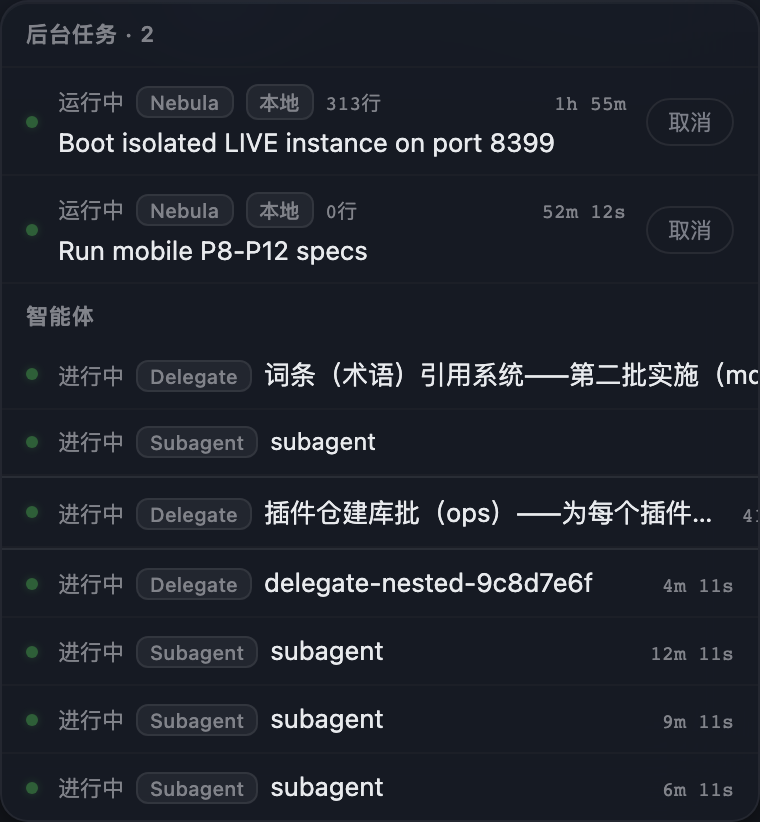 后台任务 · 2
运行中 Nebula 本地 313行 1h 55m
Boot isolated LIVE instance on port 8399
取消
运行中 Nebula 本地 0行 52m 12s
Run mobile P8-P12 specs
取消
智能体
进行中 Delegate 词条（术语）引用系统——第二批实施（mo
进行中 Subagent subagent
进行中 Delegate 插件仓建库批（ops）——为每个插件...
进行中 Delegate delegate-nested-9c8d7e6f 4m 11s
进行中 Subagent subagent 12m 11s
进行中 Subagent subagent 9m 11s
进行中 Subagent subagent 6m 11s